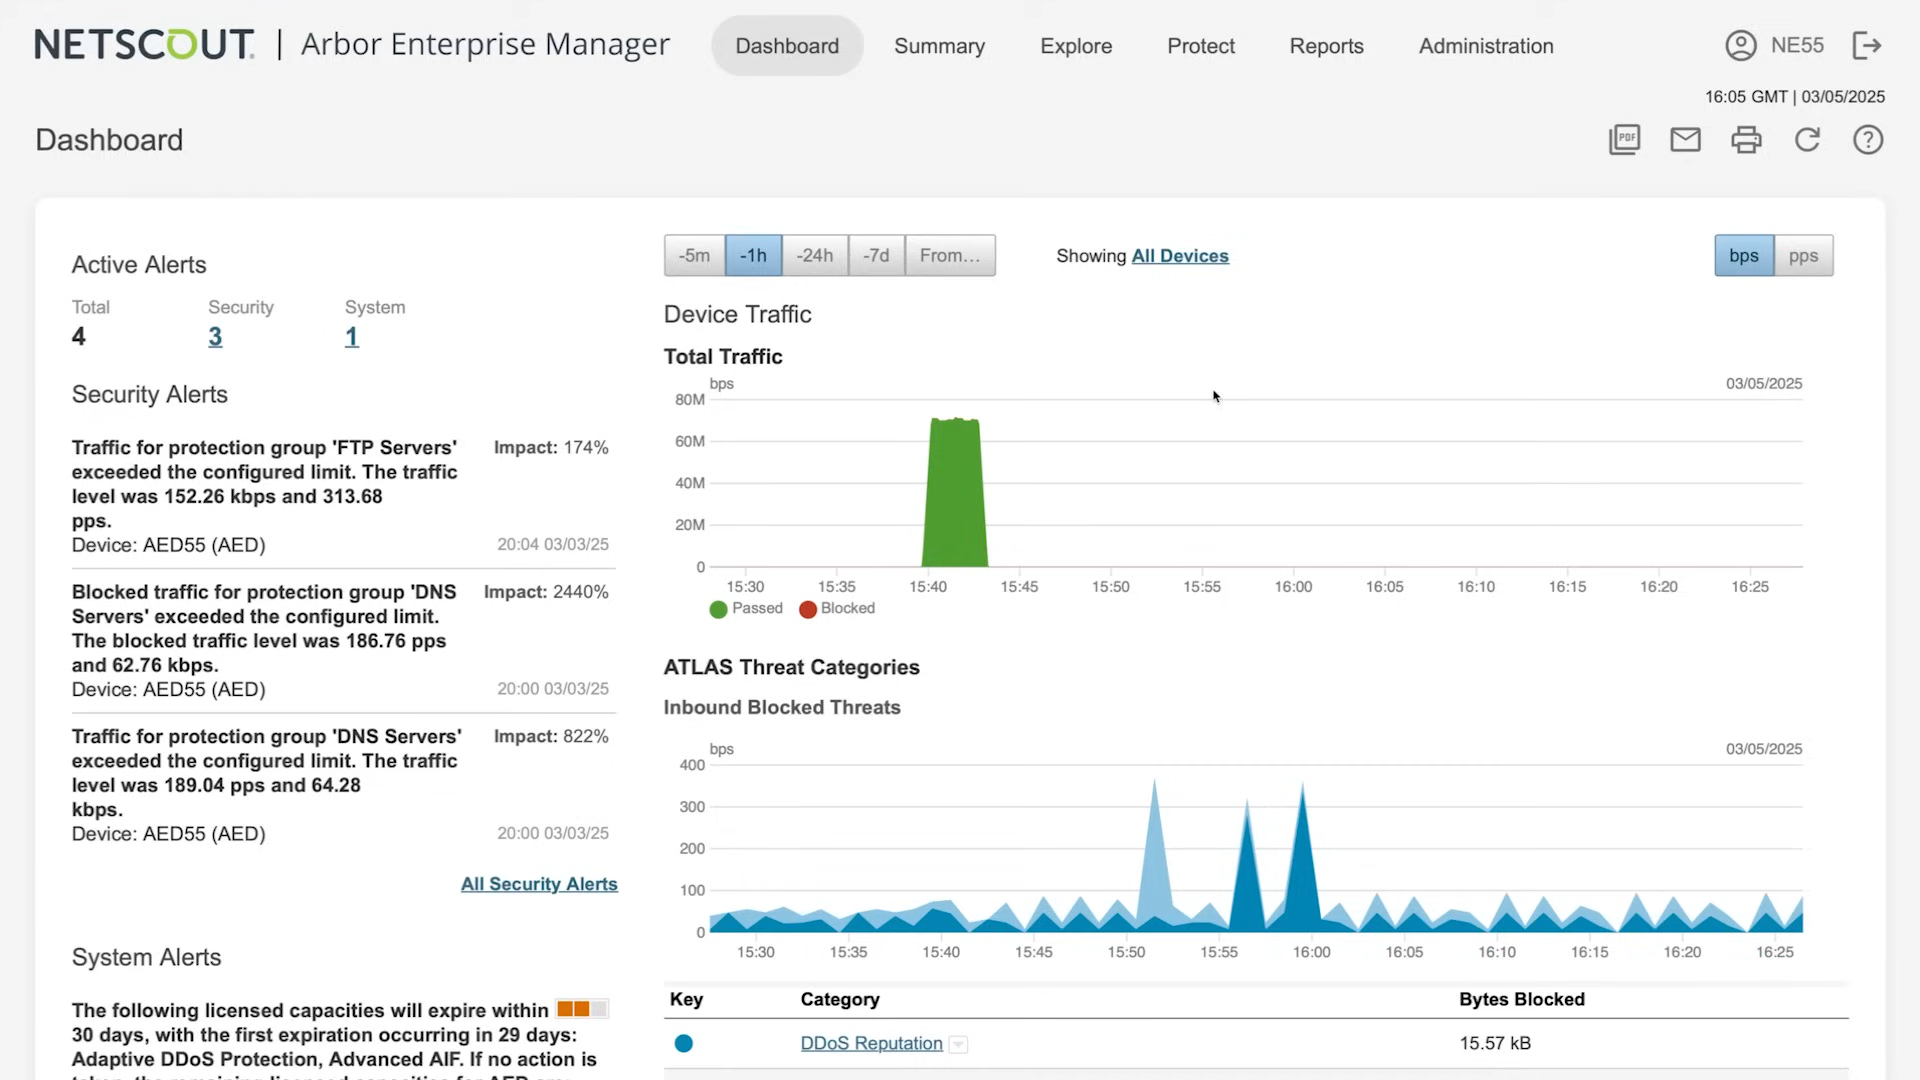 NETSCOUT. | Arbor Enterprise Manager
Dashboard
Summary
Explore
Protect
Reports
Administration
NE55
16:05 GMT | 03/05/2025
Dashboard
PDF
Active Alerts
Total
Security
System
4
3
1
Security Alerts
Traffic for protection group 'FTP Servers'
exceeded the configured limit. The traffic
level was 152.26 kbps and 313.68
pps.
Impact: 174%
Device: AED55 (AED)
20:04 03/03/25
Blocked traffic for protection group 'DNS
Servers' exceeded the configured limit.
The blocked traffic level was 186.76 pps
and 62.76 kbps.
Impact: 2440%
Device: AED55 (AED)
20:00 03/03/25
Traffic for protection group 'DNS Servers'
exceeded the configured limit. The traffic
level was 189.04 pps and 64.28
kbps.
Impact: 822%
Device: AED55 (AED)
20:00 03/03/25
All Security Alerts
System Alerts
The following licensed capacities will expire within
30 days, with the first expiration occurring in 29 days:
Adaptive DDoS Protection, Advanced AIF. If no action is
-5m
-1h
-24h
-7d
From...
Showing All Devices
bps
pps
Device Traffic
Total Traffic
bps
03/05/2025
80M
60M
40M
20M
0
15:30 15:35 15:40 15:45 15:50 15:55 16:00 16:05 16:10 16:15 16:20 16:25
Passed
Blocked
ATLAS Threat Categories
Inbound Blocked Threats
bps
03/05/2025
400
300
200
100
0
15:30 15:35 15:40 15:45 15:50 15:55 16:00 16:05 16:10 16:15 16:20 16:25
Key
Category
Bytes Blocked
DDoS Reputation
15.57 kB